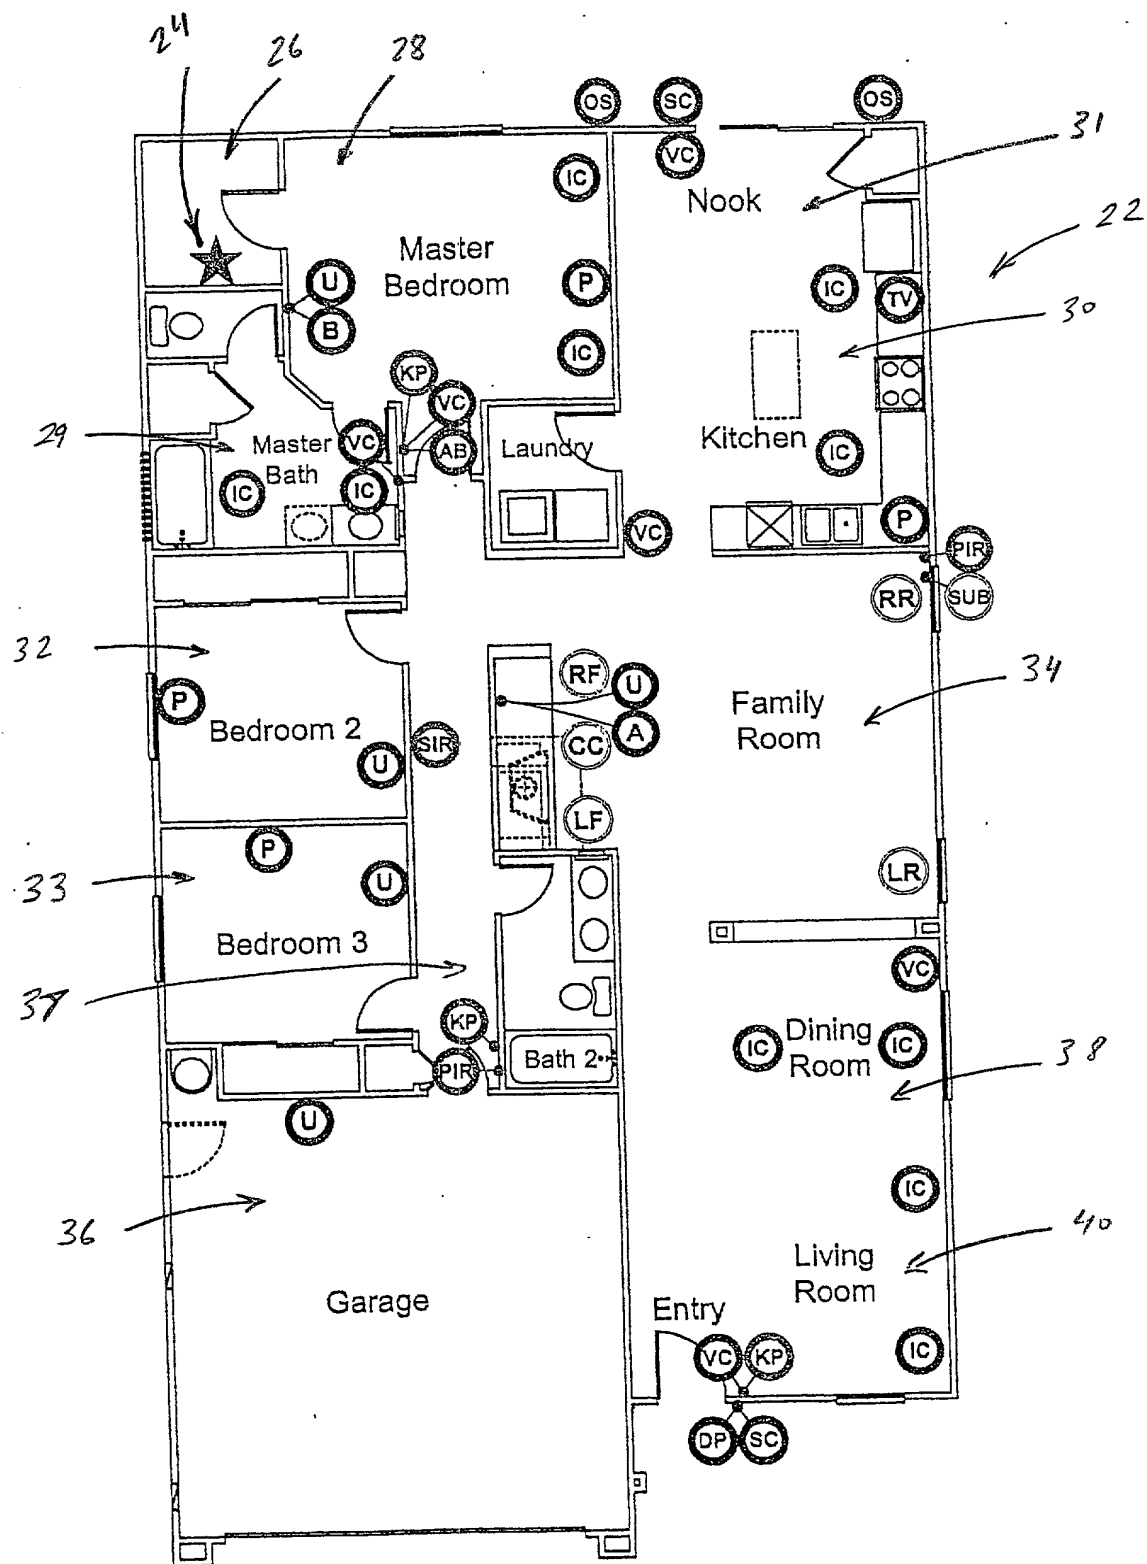 24
26
28
OS
SC
OS
31
VC
IC
Nook
22
Master
Bedroom
U
P
IC
TV
30
B
IC
KP
VC
29
Master
Bath
VC
AB
Laundry
Kitchen
IC
IC
IC
VC
P
PIR
RR
SUB
32
RF
U
34
P
Family
Room
Bedroom 2
SIR
CC
A
U
LF
P
33
U
LR
Bedroom 3
VC
37
KP
Dining
Room
IC
IC
38
PIR
Bath 2
U
IC
36
40
Living
Room
Garage
Entry
VC
KP
IC
DP
SC